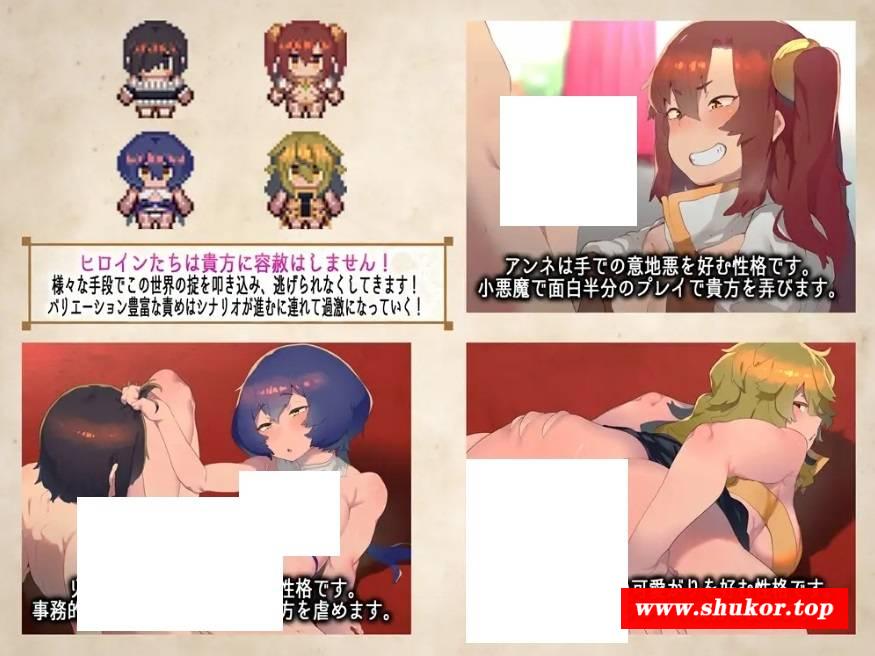 ヒロインたちは貴方に容赦はしません！
様々な手段でこの世界の掟を叩き込み、逃げられなくしてきます！
バリエーション豊富な責めはシナリオが進むに連れて過激になっていく！
アンネは手での意地悪を好む性格です。
小悪魔で面白半分のプレイで貴方を弄びます。
リ
性格です。
事務的
方を虐めます。
可愛がりを好む性格です
www.shukor.top